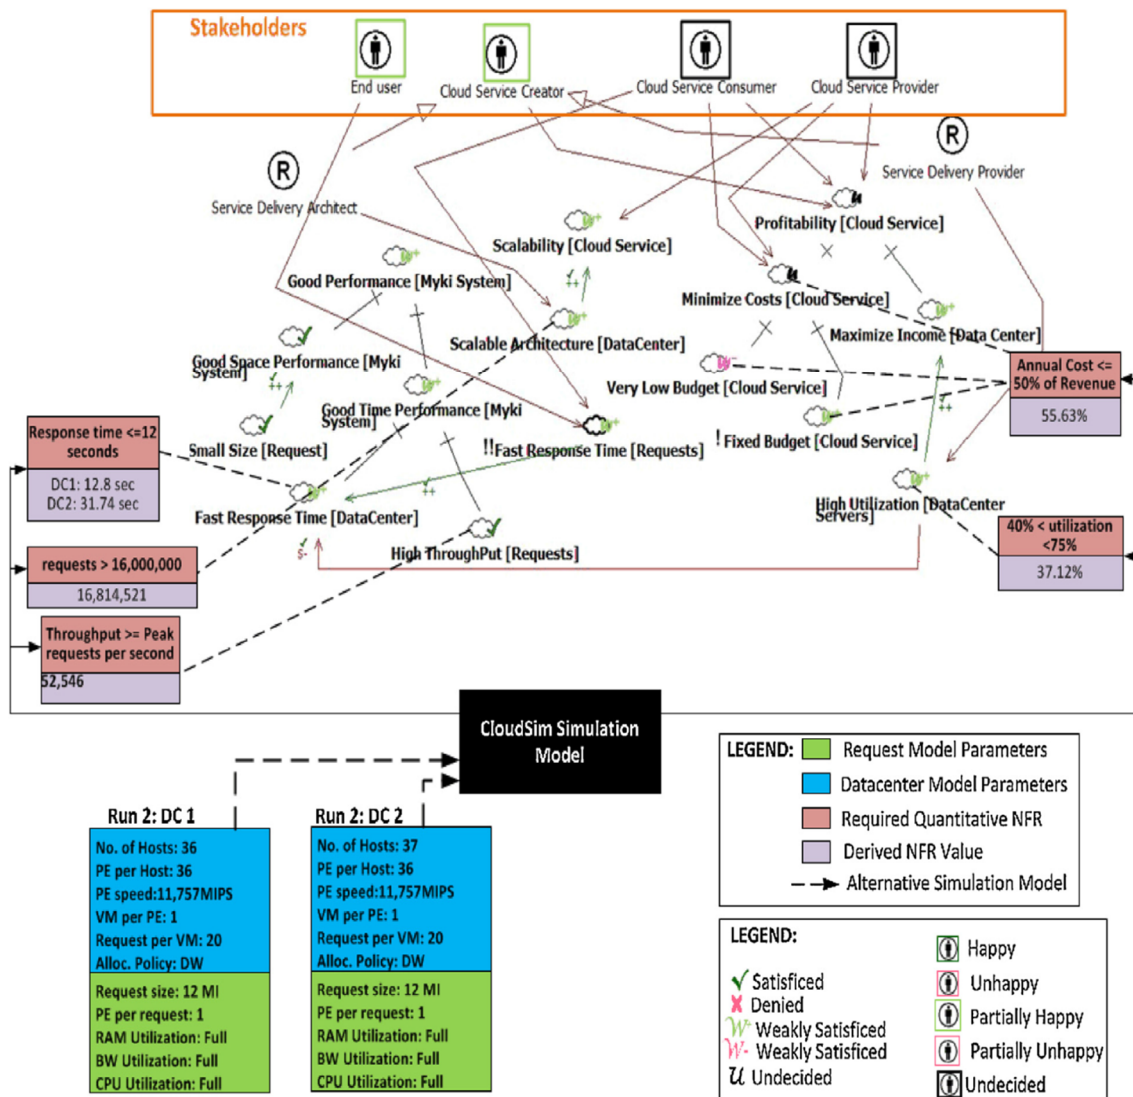 Stakeholders
End user
Cloud Service Creator
Cloud Service Consumer
Cloud Service Provider
R
Service Delivery Architect
R
Service Delivery Provider
u
Profitability [Cloud Service]
W+
Scalability [Cloud Service]
W+
Good Performance [Myki System]
u
Minimize Costs [Cloud Service]
++
W+
Scalable Architecture [DataCenter]
W+
Maximize Income [Data Center]
Good Space Performance [Myki
System]
++
W-
Very Low Budget [Cloud Service]
Annual Cost <=
50% of Revenue
55.63%
W+
Good Time Performance [Myki
System]
++
W+
! Fixed Budget [Cloud Service]
Small Size [Request]
W+
!!Fast Response Time [Requests]
Response time <=12
seconds
DC1: 12.8 sec
DC2: 31.74 sec
++
W+
Fast Response Time [DataCenter]
W+
High Utilization [DataCenter
Servers]
High ThroughPut [Requests]
S-
40% < utilization
<75%
37.12%
requests > 16,000,000
16,814,521
Throughput >= Peak
requests per second
52,546
CloudSim Simulation
Model
Run 2: DC 1
No. of Hosts: 36
PE per Host: 36
PE speed:11,757MIPS
VM per PE: 1
Request per VM: 20
Alloc. Policy: DW
Request size: 12 MI
PE per request: 1
RAM Utilization: Full
BW Utilization: Full
CPU Utilization: Full
Run 2: DC 2
No. of Hosts: 37
PE per Host: 36
PE speed:11,757MIPS
VM per PE: 1
Request per VM: 20
Alloc. Policy: DW
Request size: 12 MI
PE per request: 1
RAM Utilization: Full
BW Utilization: Full
CPU Utilization: Full
LEGEND:
Request Model Parameters
Datacenter Model Parameters
Required Quantitative NFR
Derived NFR Value
Alternative Simulation Model
LEGEND:
Satisficed
Denied
W+ Weakly Satisficed
W- Weakly Satisficed
u Undecided
Happy
Unhappy
Partially Happy
Partially Unhappy
Undecided